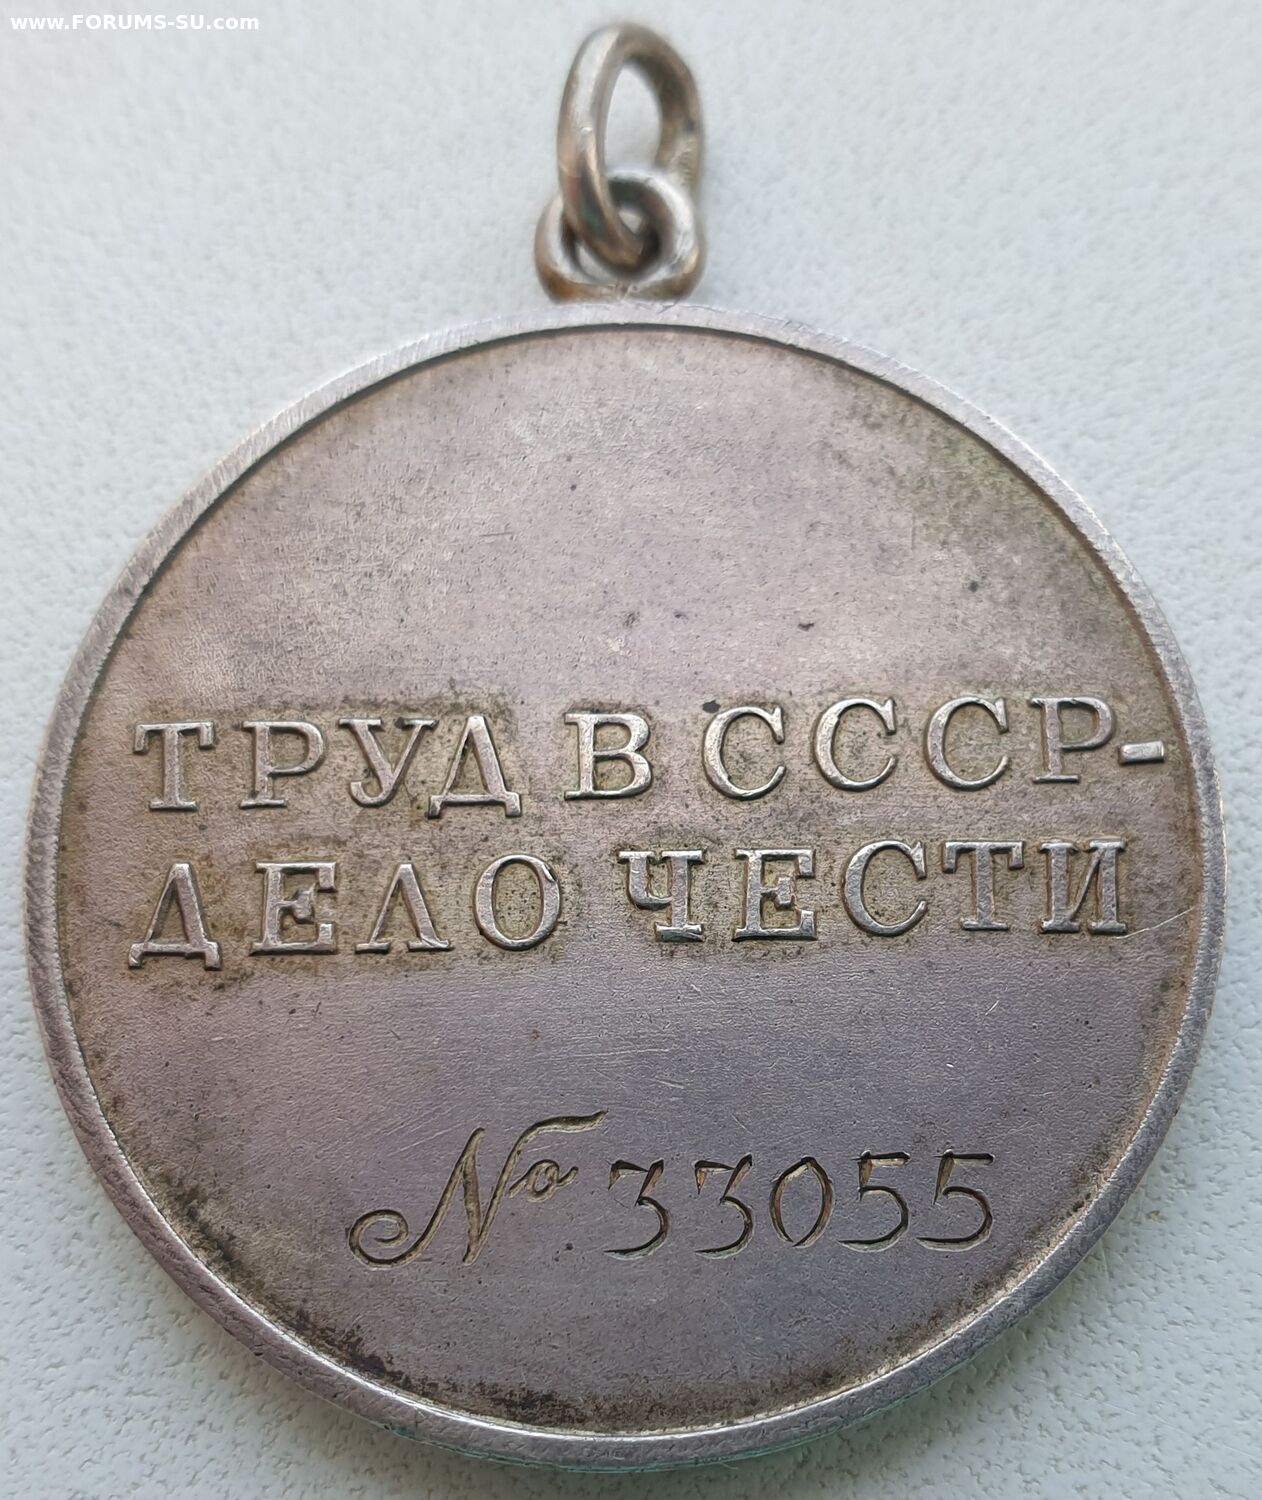 www.FORUMS-SU.com
ТРУД В СССР-
ДЕЛО ЧЕСТИ
№ 33055